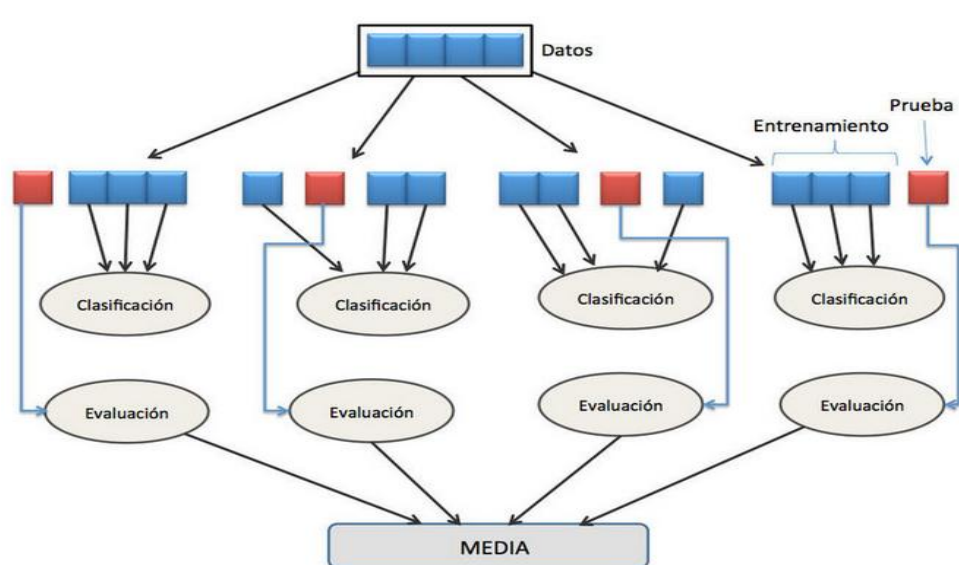 Datos
Prueba
Entrenamiento
Clasificación
Clasificación
Clasificación
Clasificación
Evaluación
Evaluación
Evaluación
Evaluación
MEDIA